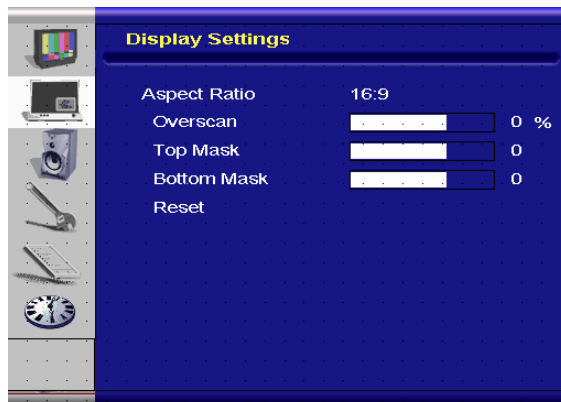 Display Settings
Aspect Ratio 16:9
Overscan 0 %
Top Mask 0
Bottom Mask 0
Reset